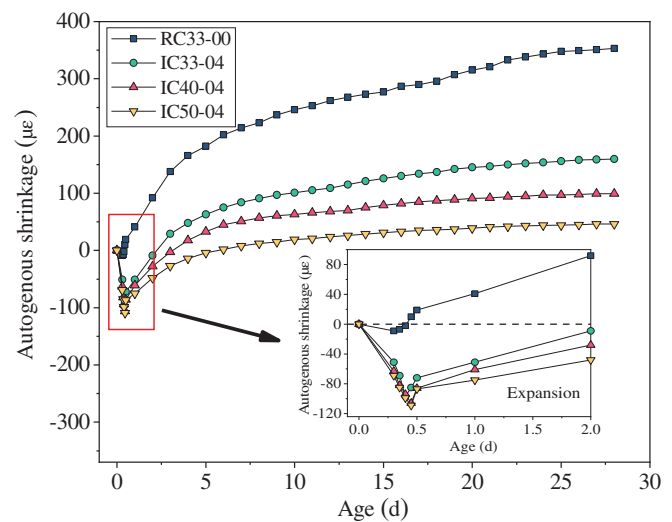 400
300
200
100
0
-100
-200
-300
Autogenous shrinkage (με)
RC33-00
IC33-04
IC40-04
IC50-04
80
40
0
-40
-80
-120
Autogenous shrinkage (με)
Expansion
0.0 0.5 1.0 1.5 2.0
Age (d)
0 5 10 15 20 25 30
Age (d)